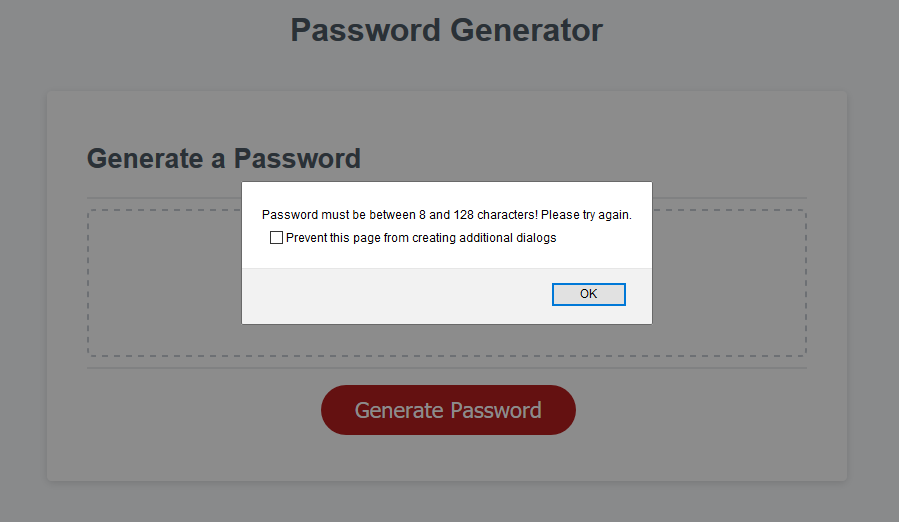 Password Generator
Generate a Password
Password must be between 8 and 128 characters! Please try again.
Prevent this page from creating additional dialogs
OK
Generate Password